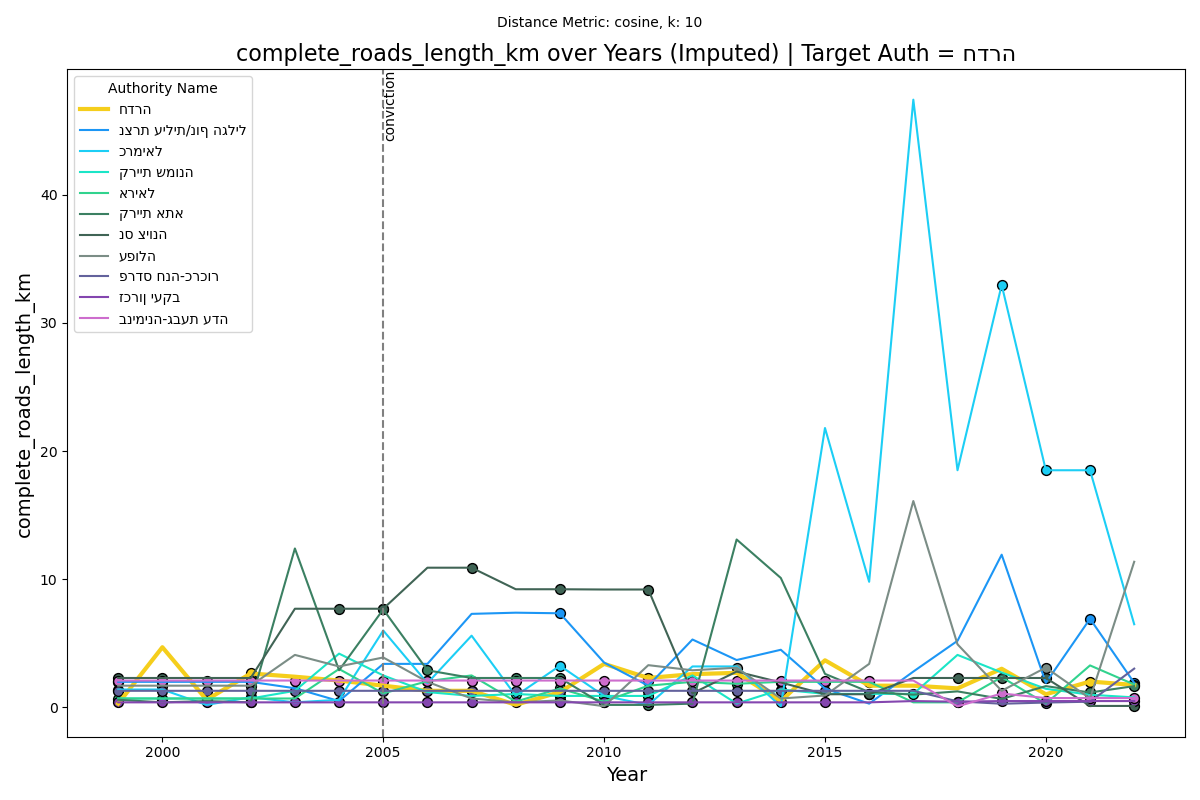 Distance Metric: cosine, k: 10
complete_roads_length_km over Years (Imputed) | Target Auth = חדרה
Authority Name
חדרה
נצרת עילית/נוף הגליל
כרמיאל
קריית שמונה
אריאל
קריית אתא
נס ציונה
עפולה
פרדס חנה-כרכור
זכרון יעקב
בנימינה-גבעת עדה
conviction
complete_roads_length_km
40
30
20
10
0
2000
2005
2010
2015
2020
Year